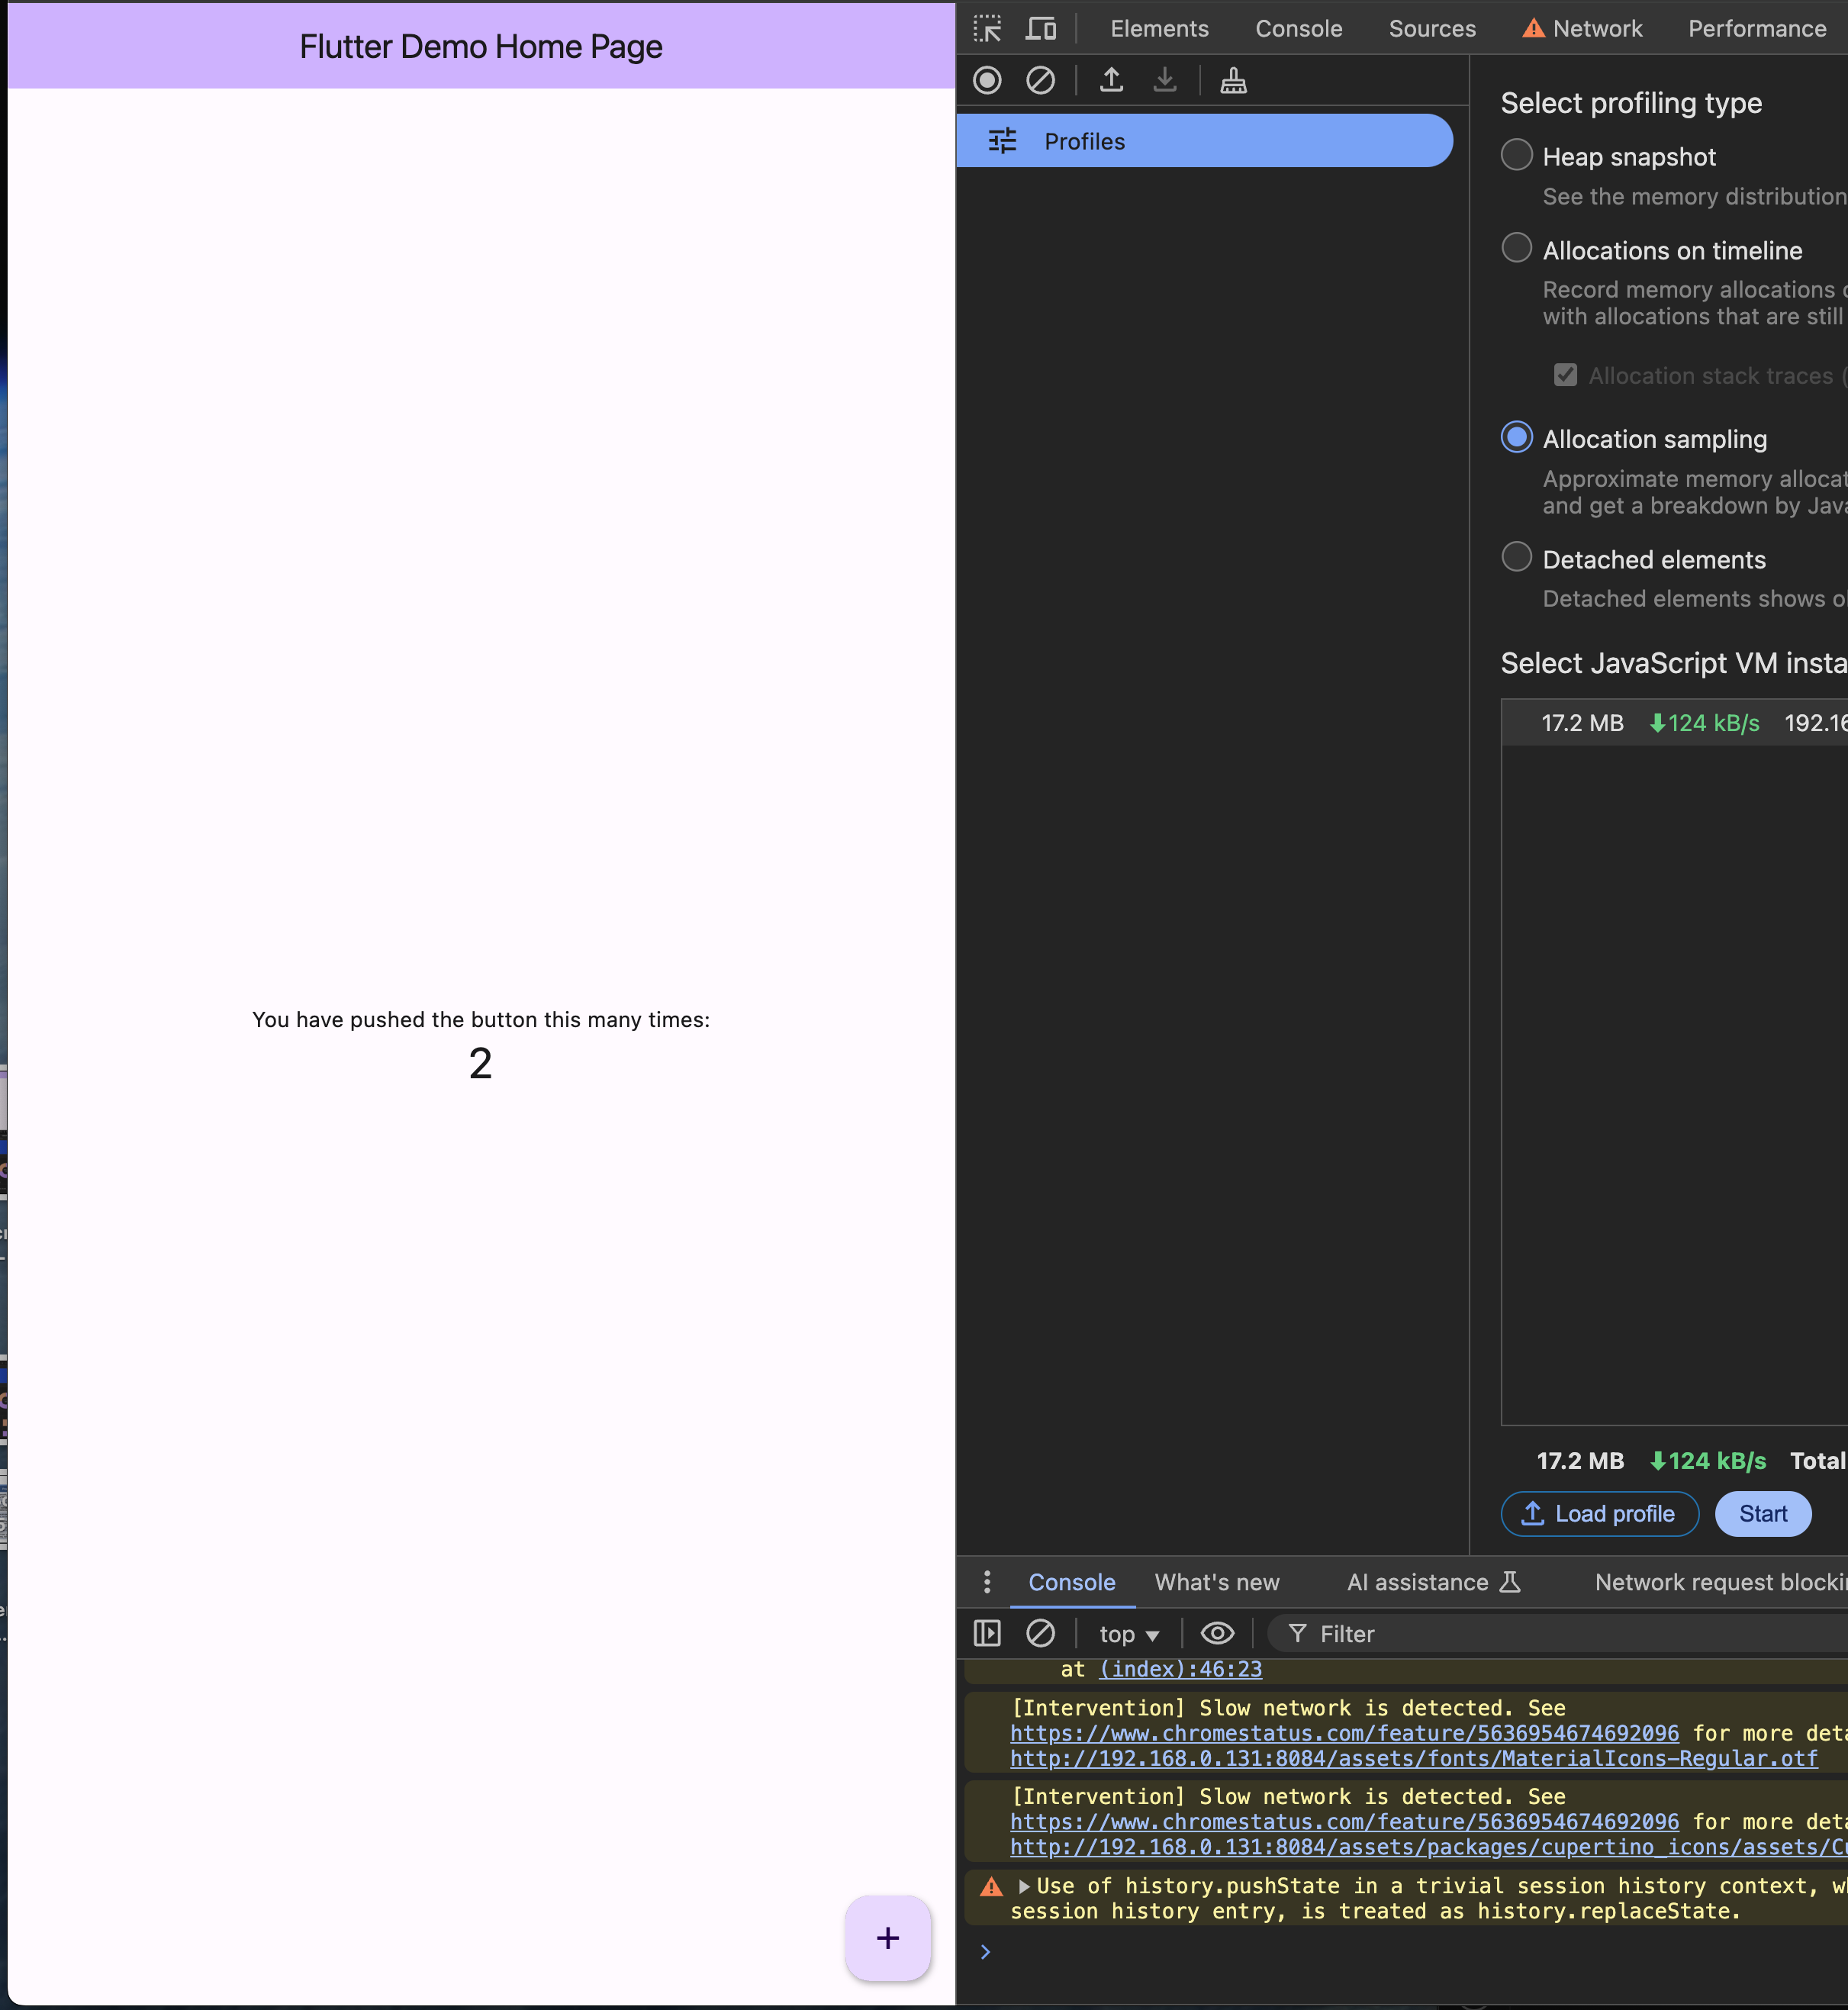 Flutter Demo Home Page
You have pushed the button this many times:
2
+
Elements
Console
Sources
Network
Performance
Profiles
Select profiling type
Heap snapshot
See the memory distribution
Allocations on timeline
Record memory allocations
with allocations that are still
Allocation stack traces (
Allocation sampling
Approximate memory allocat
and get a breakdown by Java
Detached elements
Detached elements shows
Select JavaScript VM insta
17.2 MB 124 kB/s 192.16
17.2 MB 124 kB/s Total
Load profile
Start
Console
What's new
AI assistance
Network request blocki
top
Filter
at (index):46:23
[Intervention] Slow network is detected. See
https://www.chromestatus.com/feature/5636954674692096 for more deta
http://192.168.0.131:8084/assets/fonts/MaterialIcons-Regular.otf
[Intervention] Slow network is detected. See
https://www.chromestatus.com/feature/5636954674692096 for more deta
http://192.168.0.131:8084/assets/packages/cupertino_icons/assets/Cu
Use of history.pushState in a trivial session history context, wh
session history entry, is treated as history.replaceState.